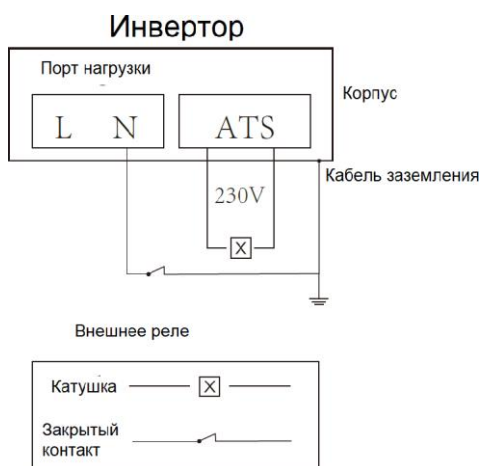 Инвертор
Порт нагрузки
Корпус
L N
ATS
Кабель заземления
230V
X
Внешнее реле
Катушка
X
Закрытый
контакт